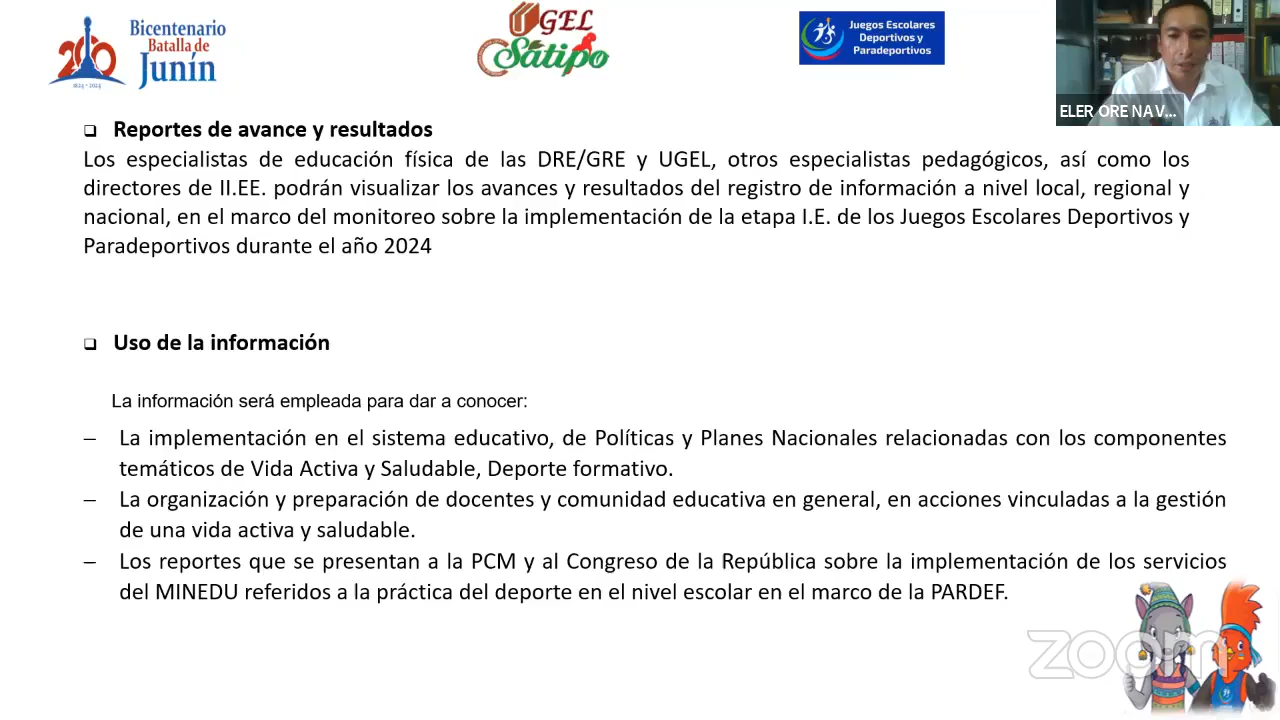 Bicentenario
Batalla de
Junín
200
1824 - 2024
UGEL
Satipo
Juegos Escolares
Deportivos y
Paradeportivos
ELER ORE NAV...
Reportes de avance y resultados
Los especialistas de educación física de las DRE/GRE y UGEL, otros especialistas pedagógicos, así como los
directores de II.EE. podrán visualizar los avances y resultados del registro de información a nivel local, regional y
nacional, en el marco del monitoreo sobre la implementación de la etapa I.E. de los Juegos Escolares Deportivos y
Paradeportivos durante el año 2024
Uso de la información
La información será empleada para dar a conocer:
– La implementación en el sistema educativo, de Políticas y Planes Nacionales relacionadas con los componentes
temáticos de Vida Activa y Saludable, Deporte formativo.
– La organización y preparación de docentes y comunidad educativa en general, en acciones vinculadas a la gestión
de una vida activa y saludable.
– Los reportes que se presentan a la PCM y al Congreso de la República sobre la implementación de los servicios
del MINEDU referidos a la práctica del deporte en el nivel escolar en el marco de la PARDEF.
zoom